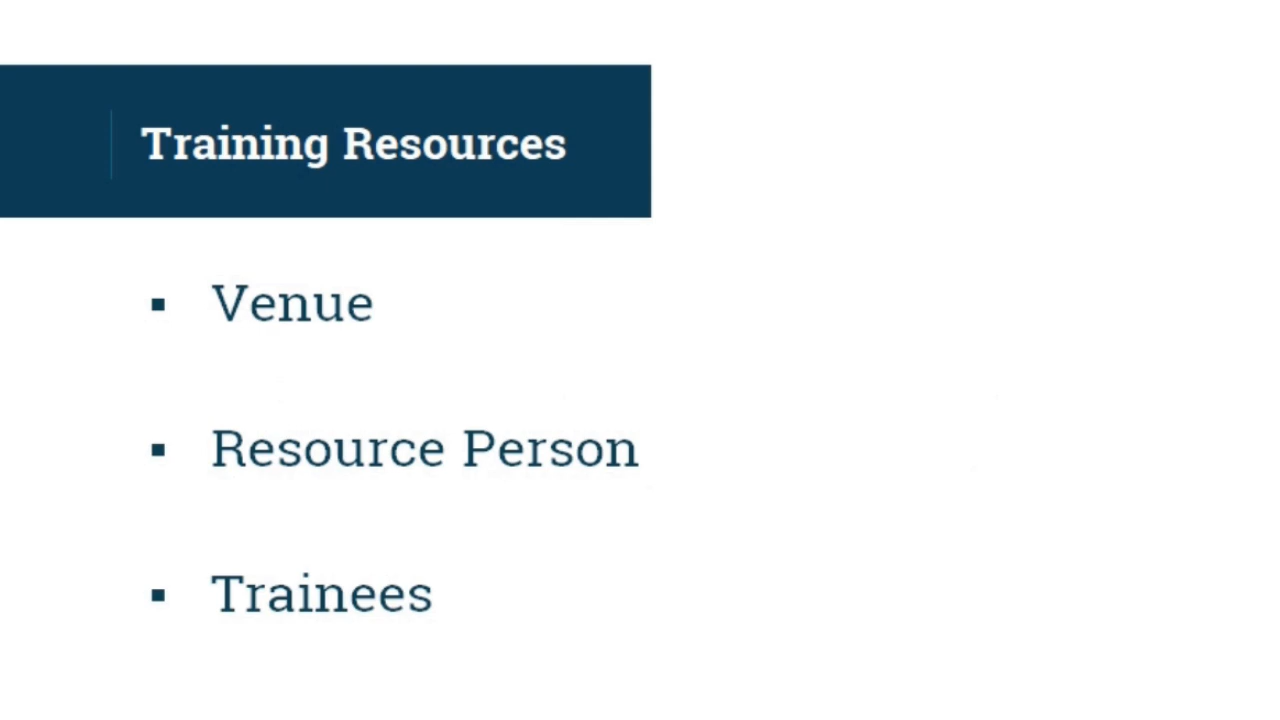 Training Resources
▪ Venue
▪ Resource Person
▪ Trainees